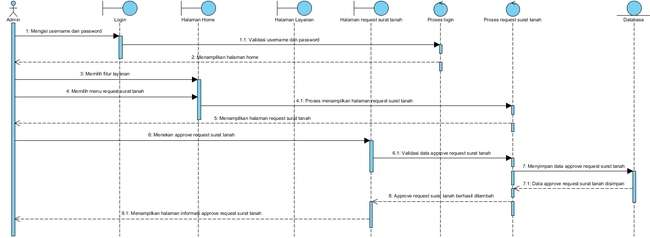 Admin
Login
Halaman Home
Halaman Layanan
Halaman request surat tanah
Proses login
Proses request surat tanah
Database
1: Mengisi username dan password
1.1: Validasi username dan password
2: Menampilkan halaman home
3: Memilih fitur layanan
4: Memilih menu request surat tanah
4.1: Proses menampilkan halaman request surat tanah
5: Menampilkan halaman request surat tanah
6: Menekan approve request surat tanah
6.1: Validasi data approve request surat tanah
7: Menyimpan data approve request surat tanah
7.1: Data approve request surat tanah disimpan
8: Approve request surat tanah berhasil ditambah
8.1: Menampilkan halaman informasi approve request surat tanah